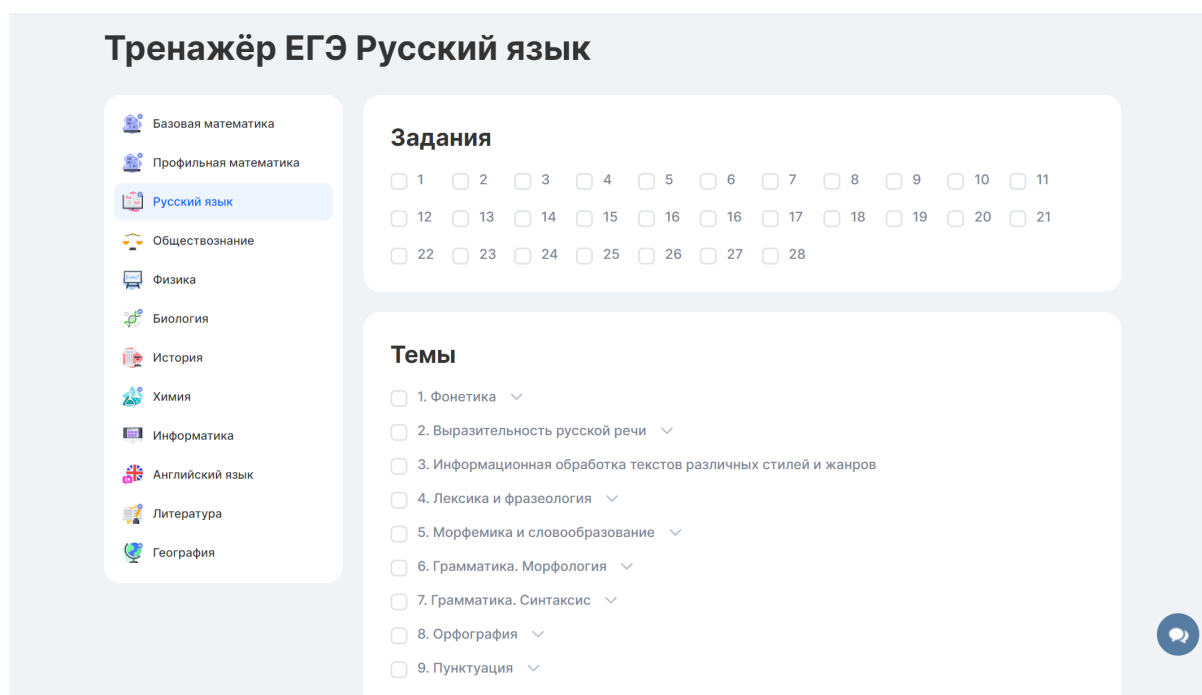 Тренажёр ЕГЭ Русский язык
Базовая математика
Профильная математика
Русский язык
Обществознание
Физика
Биология
История
Химия
Информатика
Английский язык
Литература
География
Задания
1 2 3 4 5 6 7 8 9 10 11
12 13 14 15 16 16 17 18 19 20 21
22 23 24 25 26 27 28
Темы
1. Фонетика
2. Выразительность русской речи
3. Информационная обработка текстов различных стилей и жанров
4. Лексика и фразеология
5. Морфемика и словообразование
6. Грамматика. Морфология
7. Грамматика. Синтаксис
8. Орфография
9. Пунктуация